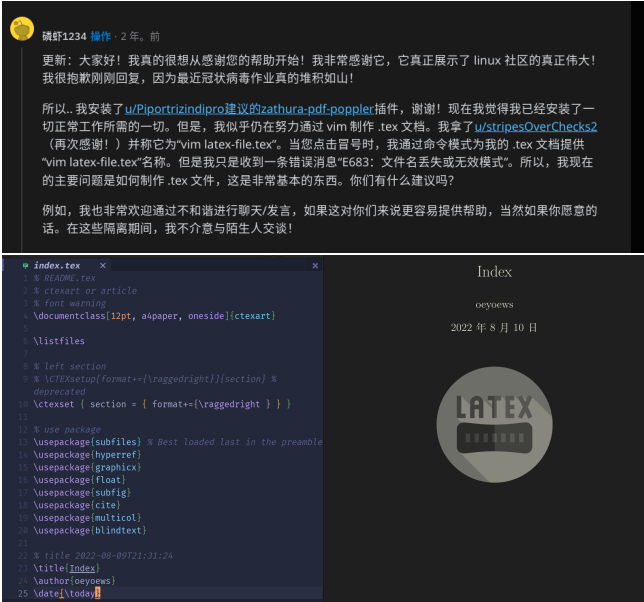 磷虾1234 操作 · 2 年。前
更新：大家好！我真的很想从感谢您的帮助开始！我非常感谢它，它真正展示了 linux 社区的真正伟大！
我很抱歉刚刚回复，因为最近冠状病毒作业真的堆积如山！
所以.. 我安装了u/Piportrizindipro建议的zathura-pdf-poppler插件，谢谢！现在我觉得我已经安装了一
切正常工作所需的一切。但是，我似乎仍在努力通过 vim 制作 .tex 文档。我拿了u/stripesOverChecks2
（再次感谢！）并称它为“vim latex-file.tex”。当您点击冒号时，我通过命令模式为我的 .tex 文档提供
“vim latex-file.tex”名称。但是我只是收到一条错误消息“E683：文件名丢失或无效模式”。所以，我现在
的主要问题是如何制作 .tex 文件，这是非常基本的东西。你们有什么建议吗？
例如，我也非常欢迎通过不和谐进行聊天/发言，如果这对你们来说更容易提供帮助，当然如果你愿意的
话。在这些隔离期间，我不介意与陌生人交谈！
index.tex ×
1 % README.tex
2 % ctexart or article
3 % font warning
4 \documentclass[12pt, a4paper, oneside]{ctexart}
5
6 \listfiles
7
8 % left section
9 % \CTEXsetup[format+={\raggedright}]{section} %
deprecated
10 \ctexset { section = { format+={\raggedright } } }
11
12 % use package
13 \usepackage{subfiles} % Best loaded last in the preamble
14 \usepackage{hyperref}
15 \usepackage{graphicx}
16 \usepackage{float}
17 \usepackage{subfig}
18 \usepackage{cite}
19 \usepackage{multicol}
20 \usepackage{blindtext}
21
22 % title 2022-08-09T21:31:24
23 \title{Index}
24 \author{oeyoews}
25 \date{\today}
Index
oeyoews
2022 年 8 月 10 日
LATEX